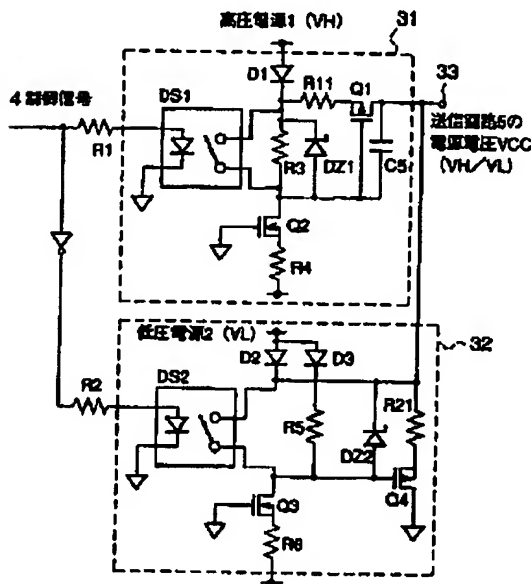 高圧電源1 (VH)
31
D1
R11
Q1
33
4 制御信号
DS1
送信回路5の
電源電圧VCC
(VH/VL)
R1
R3
DZ1
C5
Q2
R4
低圧電源2 (VL)
32
D2
D3
DS2
R2
R21
R5
DZ2
Q4
Q3
R6